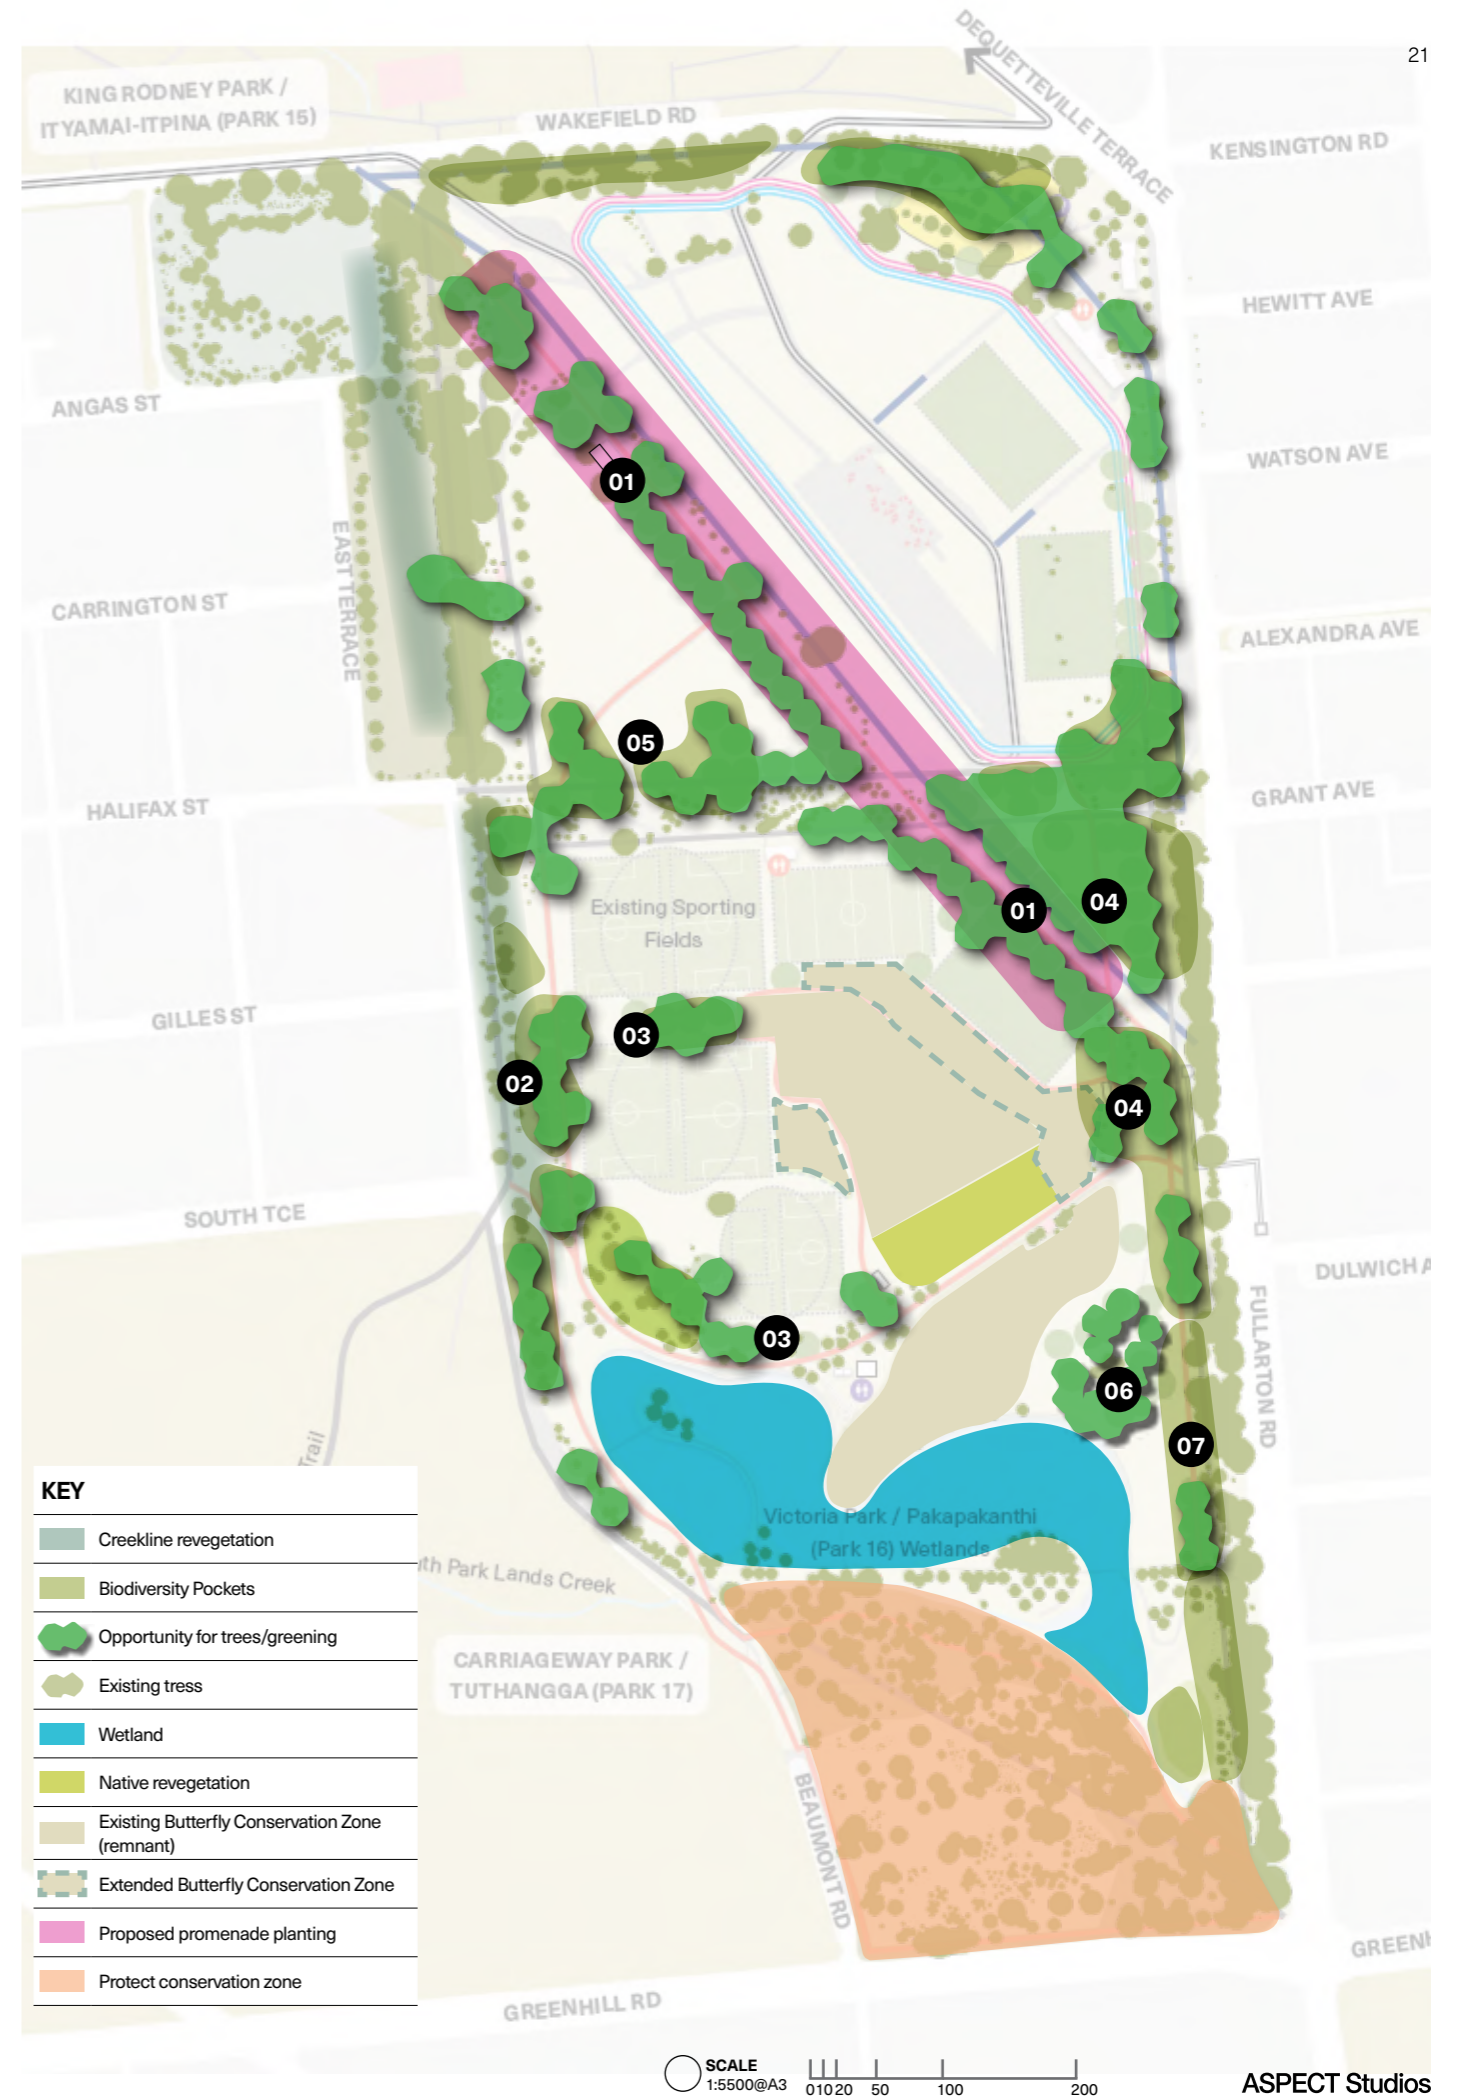 21
DEQUETTEVILLE TERRACE
KING RODNEY PARK /
ITYAMAI-ITPINA (PARK 15)
WAKEFIELD RD
KENSINGTON RD
HEWITT AVE
ANGAS ST
WATSON AVE
01
EAST TERRACE
CARRINGTON ST
ALEXANDRA AVE
05
HALIFAX ST
GRANT AVE
Existing Sporting
Fields
01
04
GILLES ST
03
02
04
SOUTH TCE
DULWICH A
FULLARTON RD
03
06
07
Trail
Victoria Park / Pakapakanthi
(Park 16) Wetlands
th Park Lands Creek
CARRIAGEWAY PARK /
TUTHANGGA (PARK 17)
BEAUMONT RD
GREENH
GREENHILL RD
KEY
Creekline revegetation
Biodiversity Pockets
Opportunity for trees/greening
Existing tress
Wetland
Native revegetation
Existing Butterfly Conservation Zone
(remnant)
Extended Butterfly Conservation Zone
Proposed promenade planting
Protect conservation zone
SCALE
1:5500@A3
0 10 20 50 100 200
ASPECT Studios